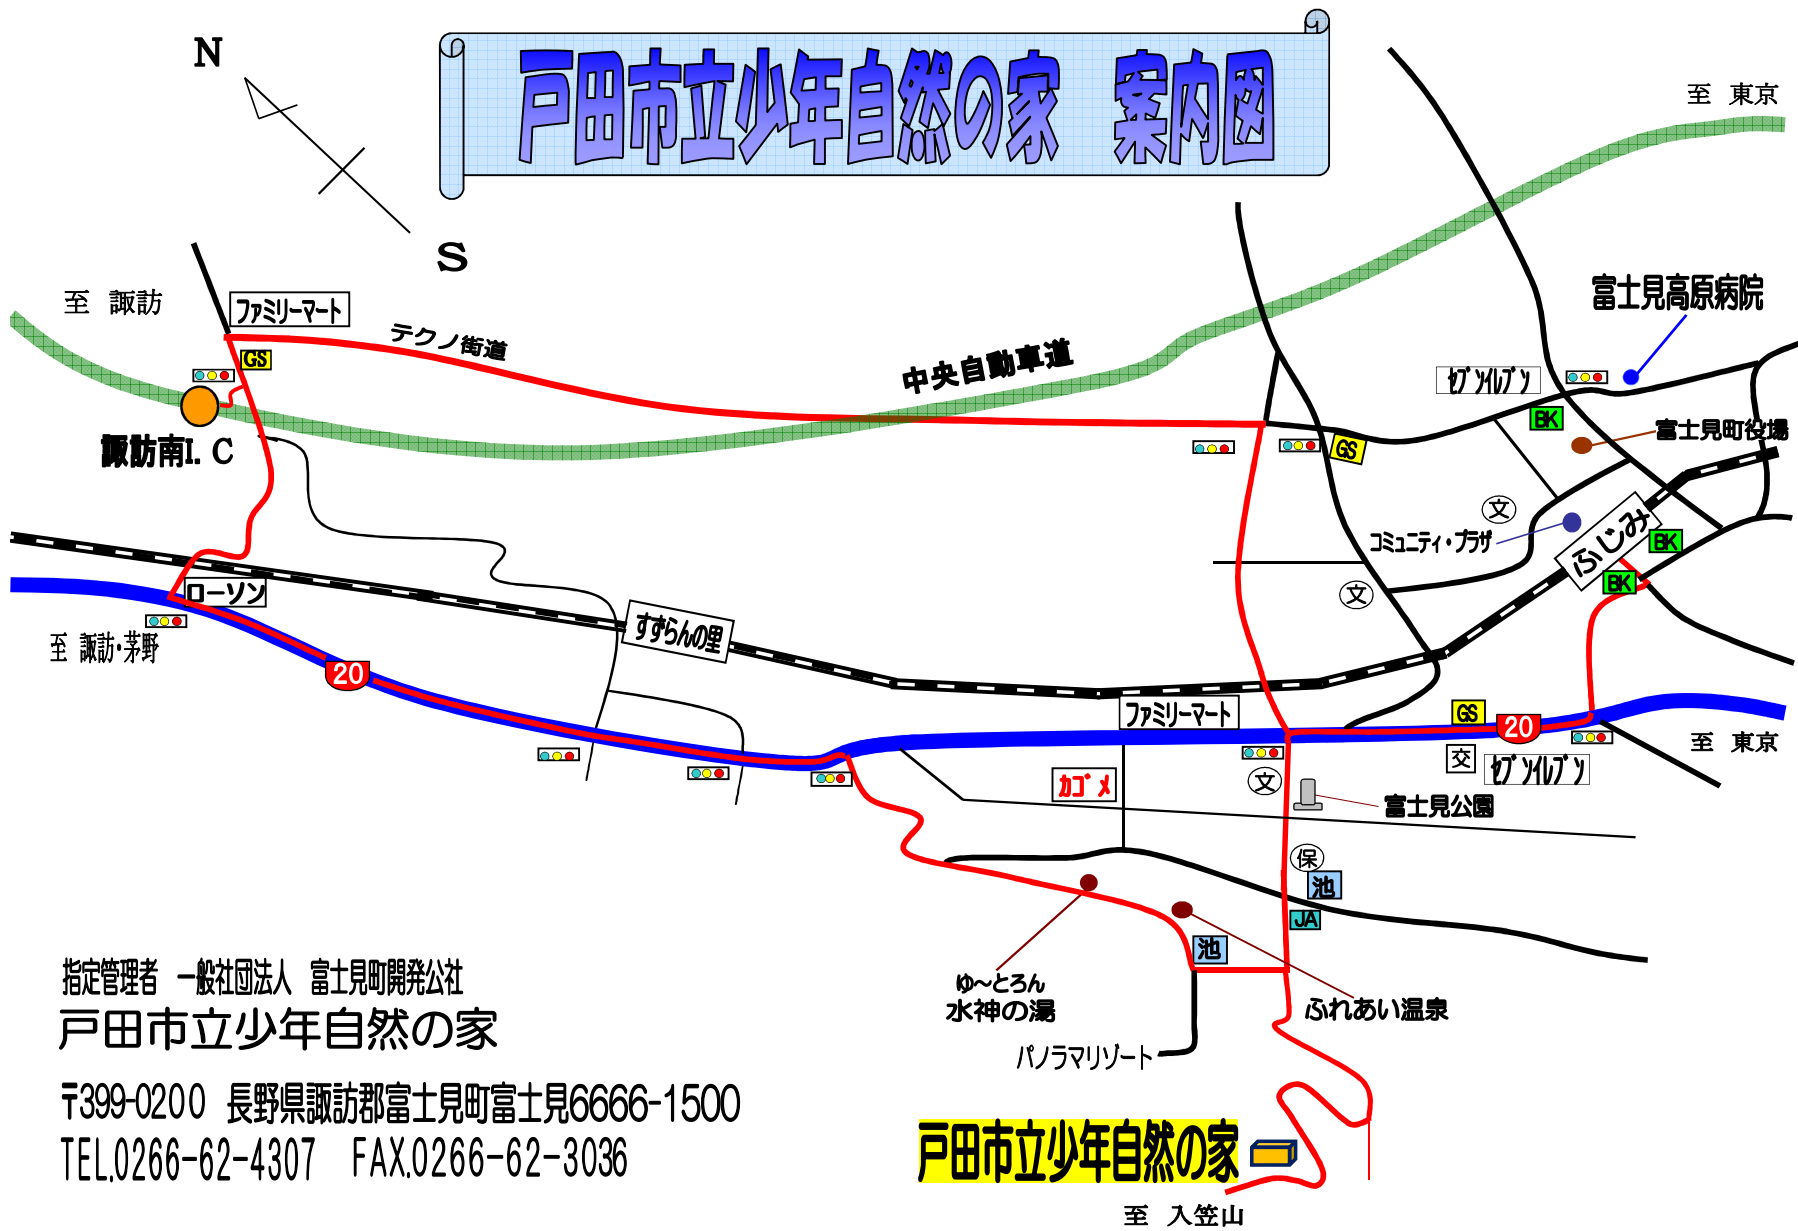 戸田市立少年自然の家　案内図
N
S
至　東京
至　諏訪
ファミリーマート
GS
テクノ街道
中央自動車道
諏訪南I. C
富士見高原病院
ｾﾌﾞﾝｲﾚﾌﾞﾝ
BK
富士見町役場
GS
文
コミュニティ・プラザ
ふじみ
BK
BK
文
ローソン
至　諏訪・茅野
20
すずらんの里
ファミリーマート
GS
20
交
ｾﾌﾞﾝｲﾚﾌﾞﾝ
至　東京
カゴメ
文
富士見公園
保
池
JA
池
ゆ～とろん
水神の湯
ふれあい温泉
パノラマリゾート
指定管理者　一般社団法人　富士見町開発公社
戸田市立少年自然の家
〒399-0200　長野県諏訪郡富士見町富士見6666-1500
TEL.0266-62-4307　FAX.0266-62-3036
戸田市立少年自然の家
至　入笠山